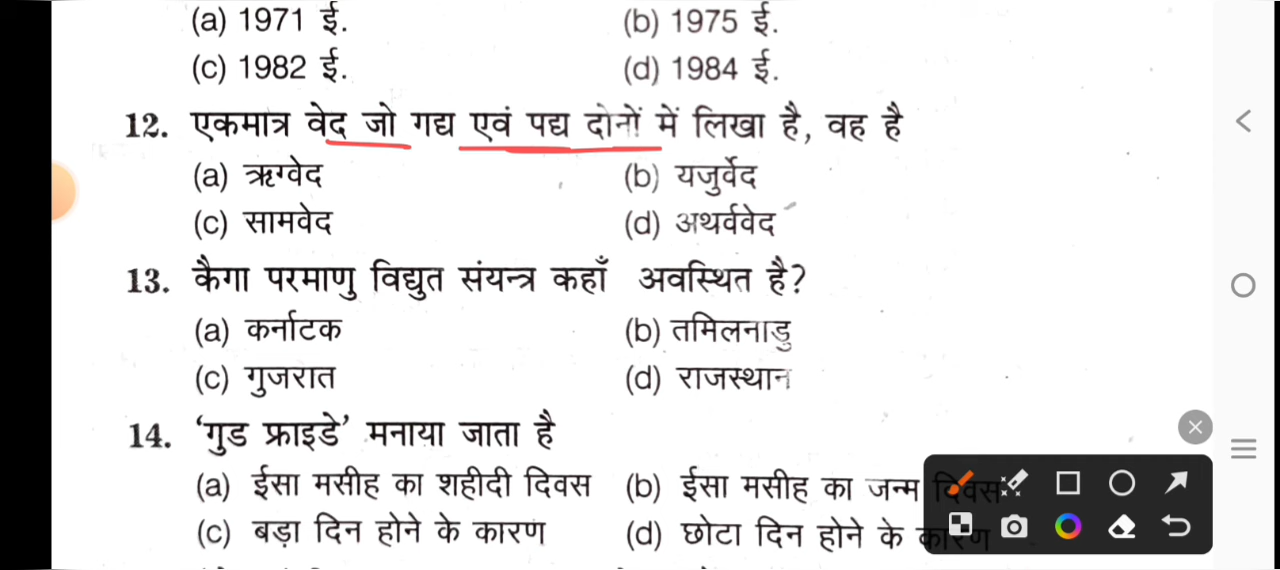 (a) 1971 ई. (b) 1975 ई.
(c) 1982 ई. (d) 1984 ई.
12. एकमात्र वेद जो गद्य एवं पद्य दोनों में लिखा है, वह है
(a) ऋग्वेद (b) यजुर्वेद
(c) सामवेद (d) अथर्ववेद
13. कैगा परमाणु विद्युत संयन्त्र कहाँ अवस्थित है?
(a) कर्नाटक (b) तमिलनाडु
(c) गुजरात (d) राजस्थान
14. ‘गुड फ्राइडे’ मनाया जाता है
(a) ईसा मसीह का शहीदी दिवस (b) ईसा मसीह का जन्म दिवस
(c) बड़ा दिन होने के कारण (d) छोटा दिन होने के कारण